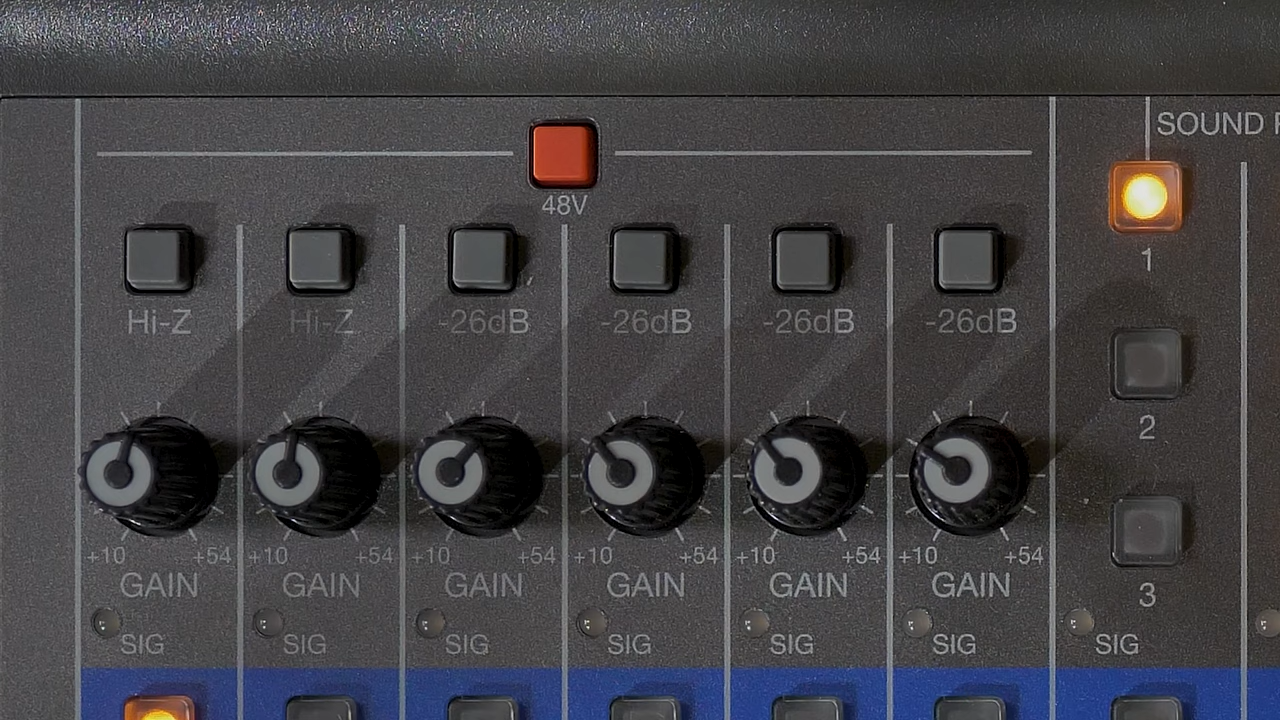 SOUND
48V
1
Hi-Z Hi-Z -26dB -26dB -26dB -26dB
2
+10 +54 +10 +54 +10 +54 +10 +54 +10 +54 +10 +54
GAIN GAIN GAIN GAIN GAIN GAIN
3
SIG SIG SIG SIG SIG SIG SIG